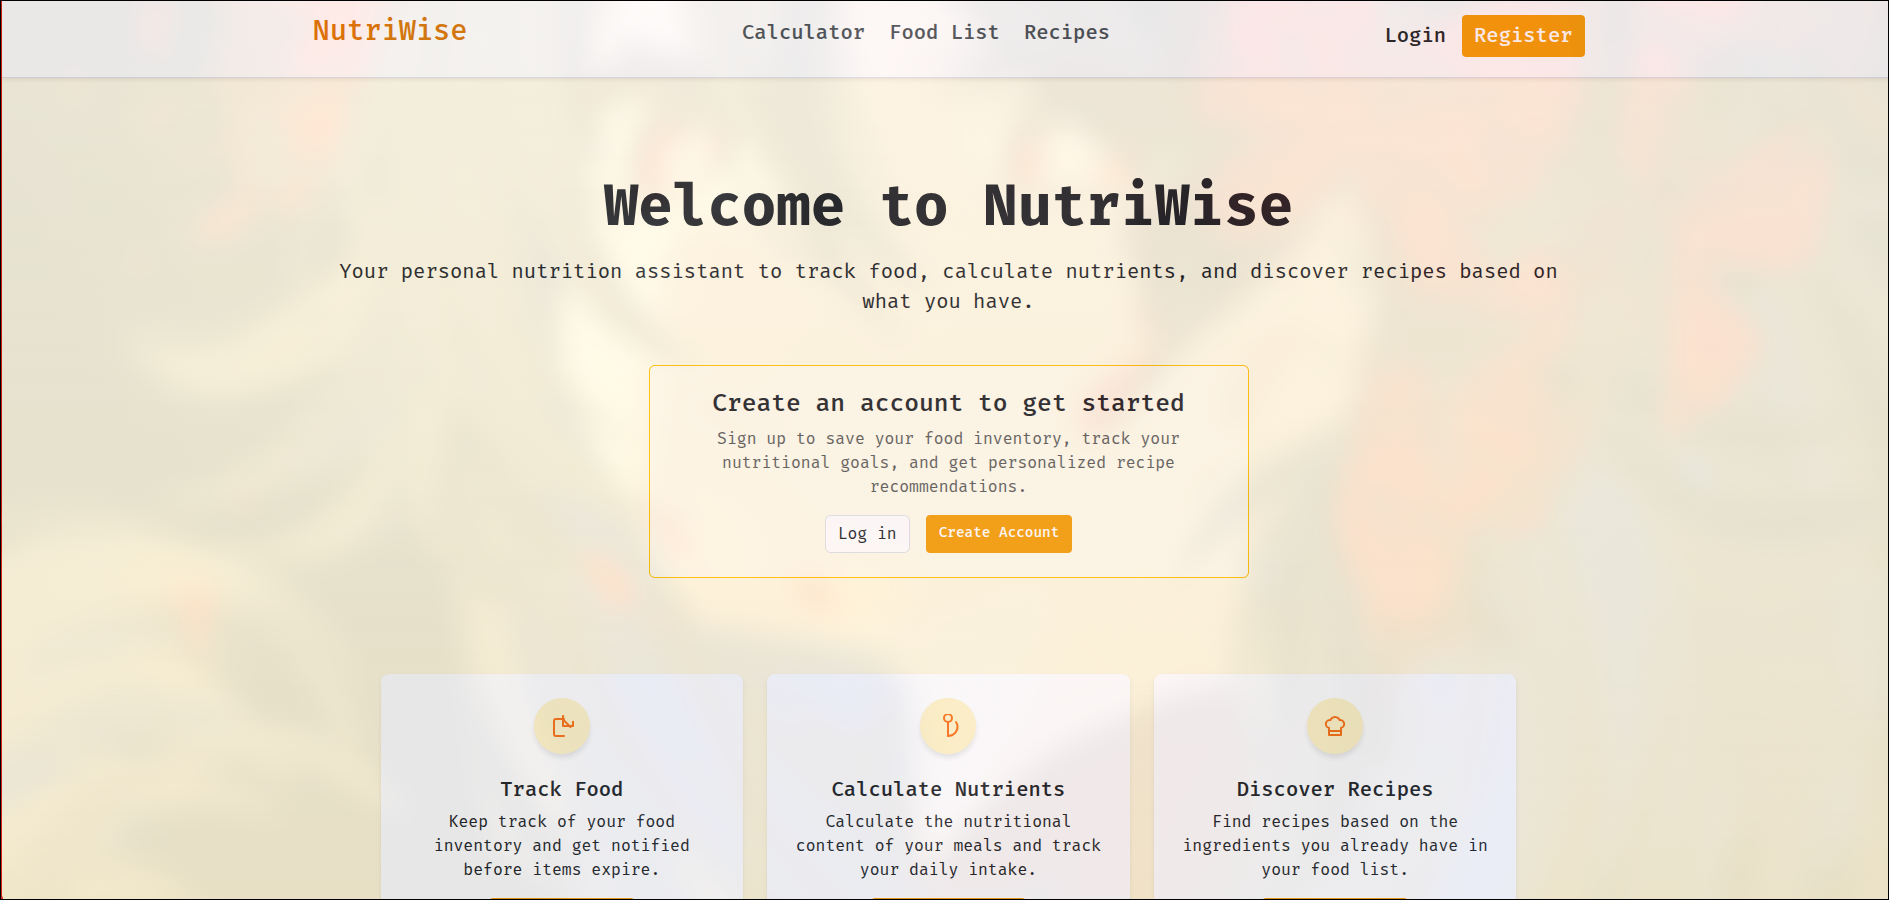 NutriWise
Calculator Food List Recipes
Login Register
Welcome to NutriWise
Your personal nutrition assistant to track food, calculate nutrients, and discover recipes based on
what you have.
Create an account to get started
Sign up to save your food inventory, track your
nutritional goals, and get personalized recipe
recommendations.
Log in Create Account
Track Food
Keep track of your food
inventory and get notified
before items expire.
Calculate Nutrients
Calculate the nutritional
content of your meals and track
your daily intake.
Discover Recipes
Find recipes based on the
ingredients you already have in
your food list.